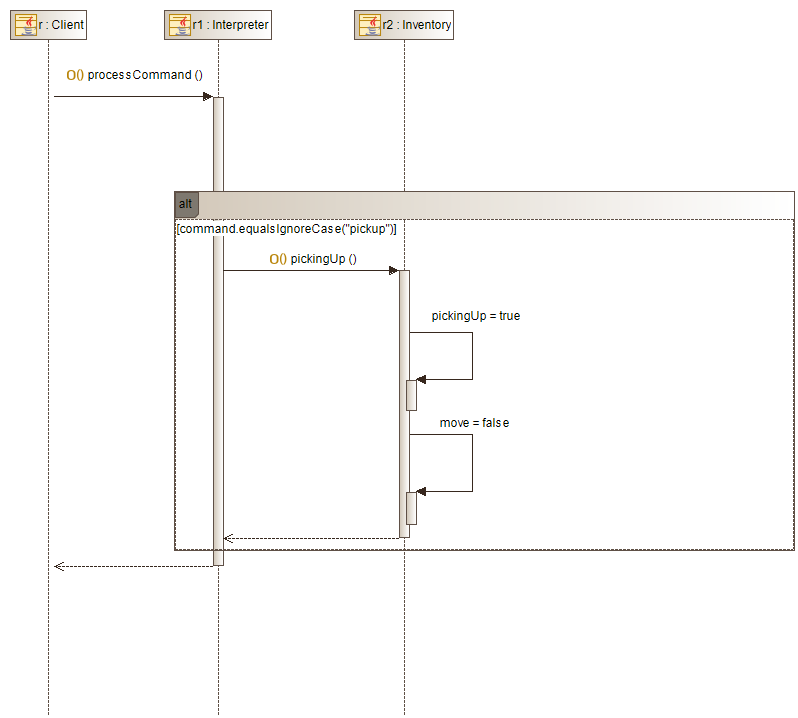 r : Client
r1 : Interpreter
r2 : Inventory
O() processCommand ()
alt
[command.equalsIgnoreCase("pickup")]
O() pickingUp ()
pickingUp = true
move = false